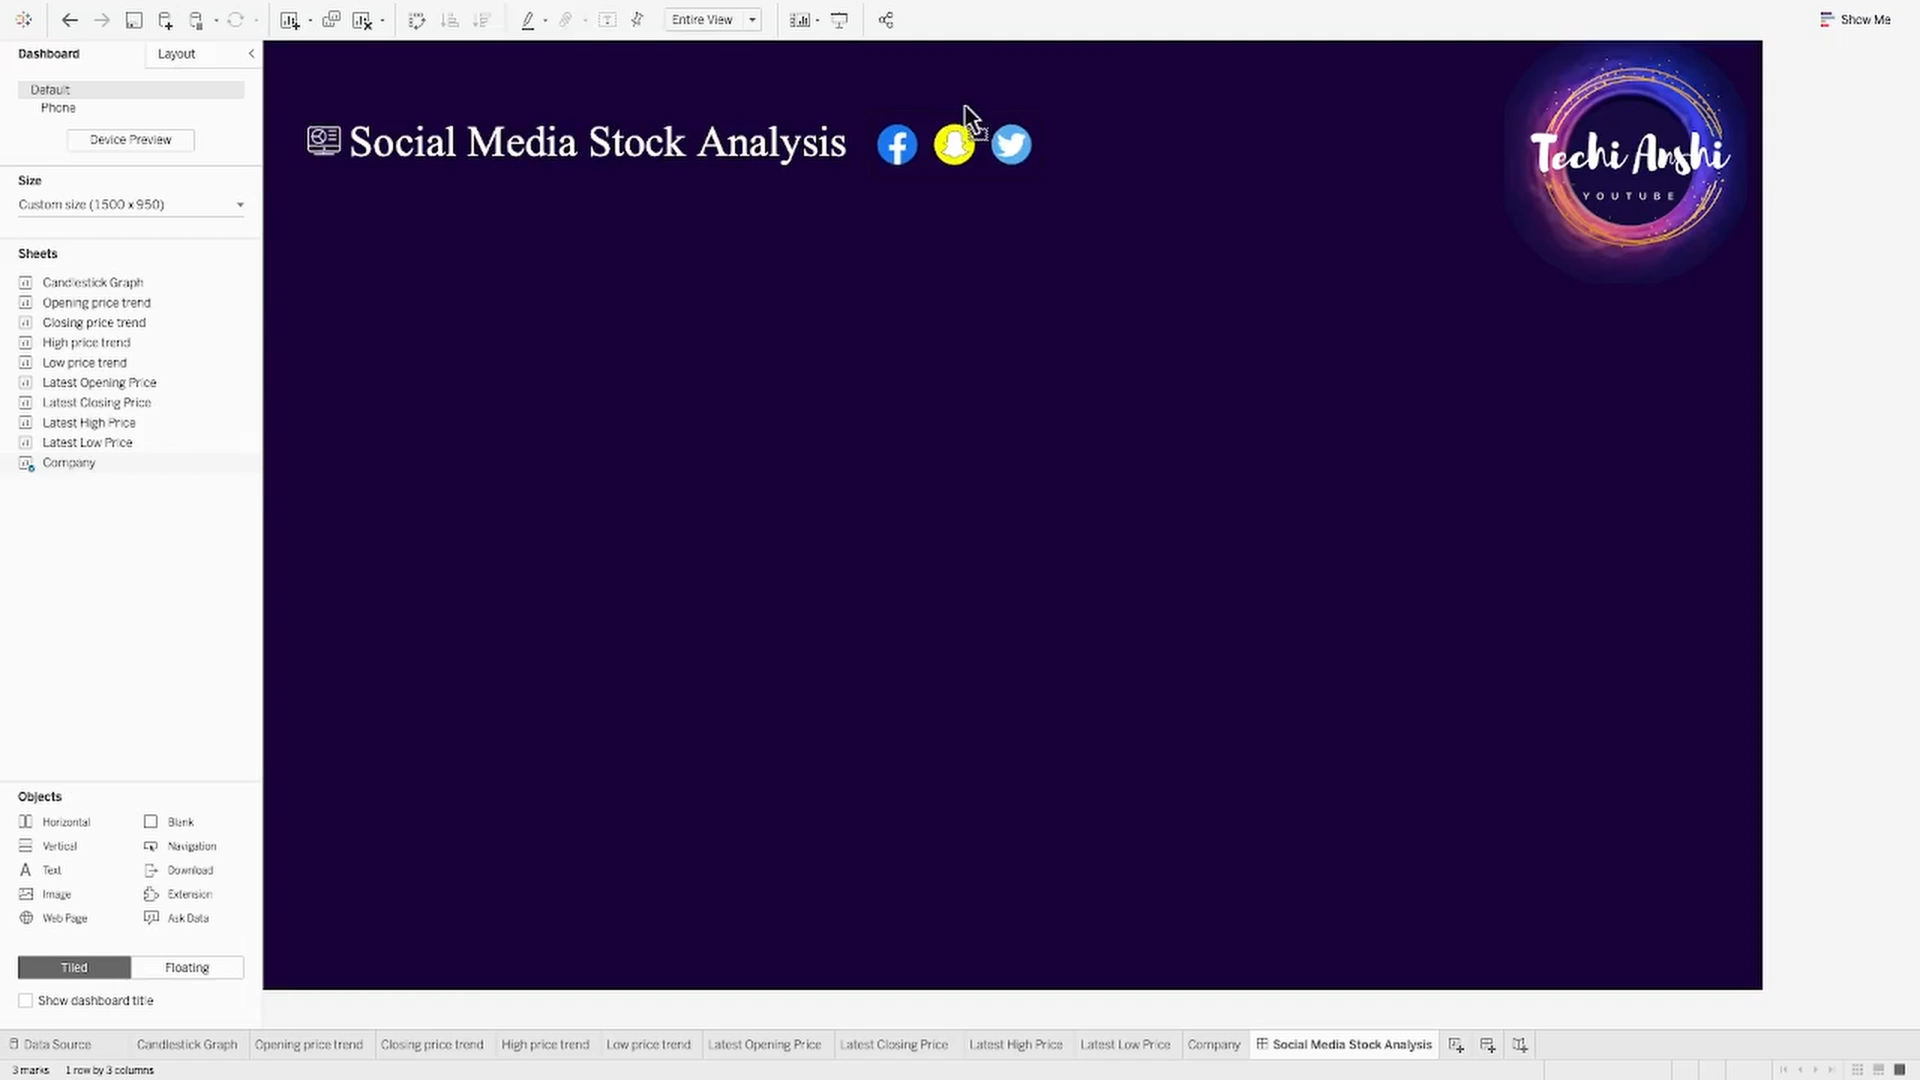 Entire View
Show Me
Dashboard
Layout
Default
Phone
Device Preview
Size
Custom size (1500 x 950)
Sheets
Candlestick Graph
Opening price trend
Closing price trend
High price trend
Low price trend
Latest Opening Price
Latest Closing Price
Latest High Price
Latest Low Price
Company
Social Media Stock Analysis
Techi Anshi
YOUTUBE
Objects
Horizontal
Blank
Vertical
Navigation
Text
Download
Image
Extension
Web Page
Ask Data
Tiled
Floating
Show dashboard title
Data Source
Candlestick Graph
Opening price trend
Closing price trend
High price trend
Low price trend
Latest Opening Price
Latest Closing Price
Latest High Price
Latest Low Price
Company
Social Media Stock Analysis
3 marks
1 row by 3 columns